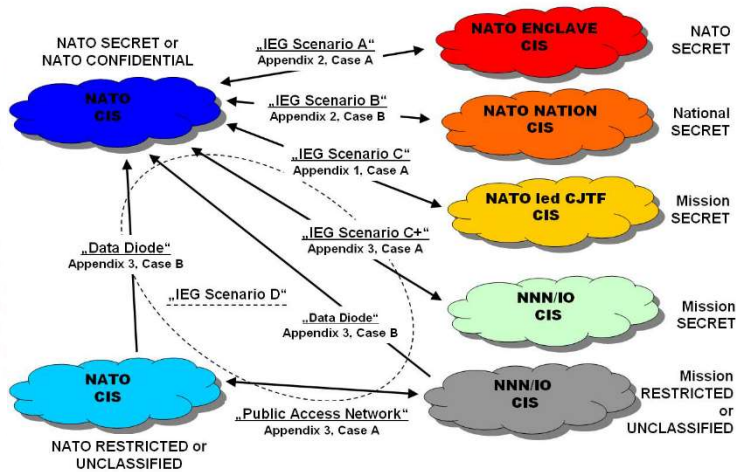 NATO SECRET or
NATO CONFIDENTIAL
NATO
CIS
„IEG Scenario A“
Appendix 2, Case A
NATO ENCLAVE
CIS
NATO
SECRET
„IEG Scenario B“
Appendix 2, Case B
NATO NATION
CIS
National
SECRET
„IEG Scenario C“
Appendix 1, Case A
NATO led CJTF
CIS
Mission
SECRET
„IEG Scenario C+“
Appendix 3, Case A
NNN/IO
CIS
Mission
SECRET
„Data Diode“
Appendix 3, Case B
„IEG Scenario D“
„Data Diode“
Appendix 3, Case B
NATO
CIS
NATO RESTRICTED or
UNCLASSIFIED
„Public Access Network“
Appendix 3, Case A
NNN/IO
CIS
Mission
RESTRICTED
or
UNCLASSIFIED